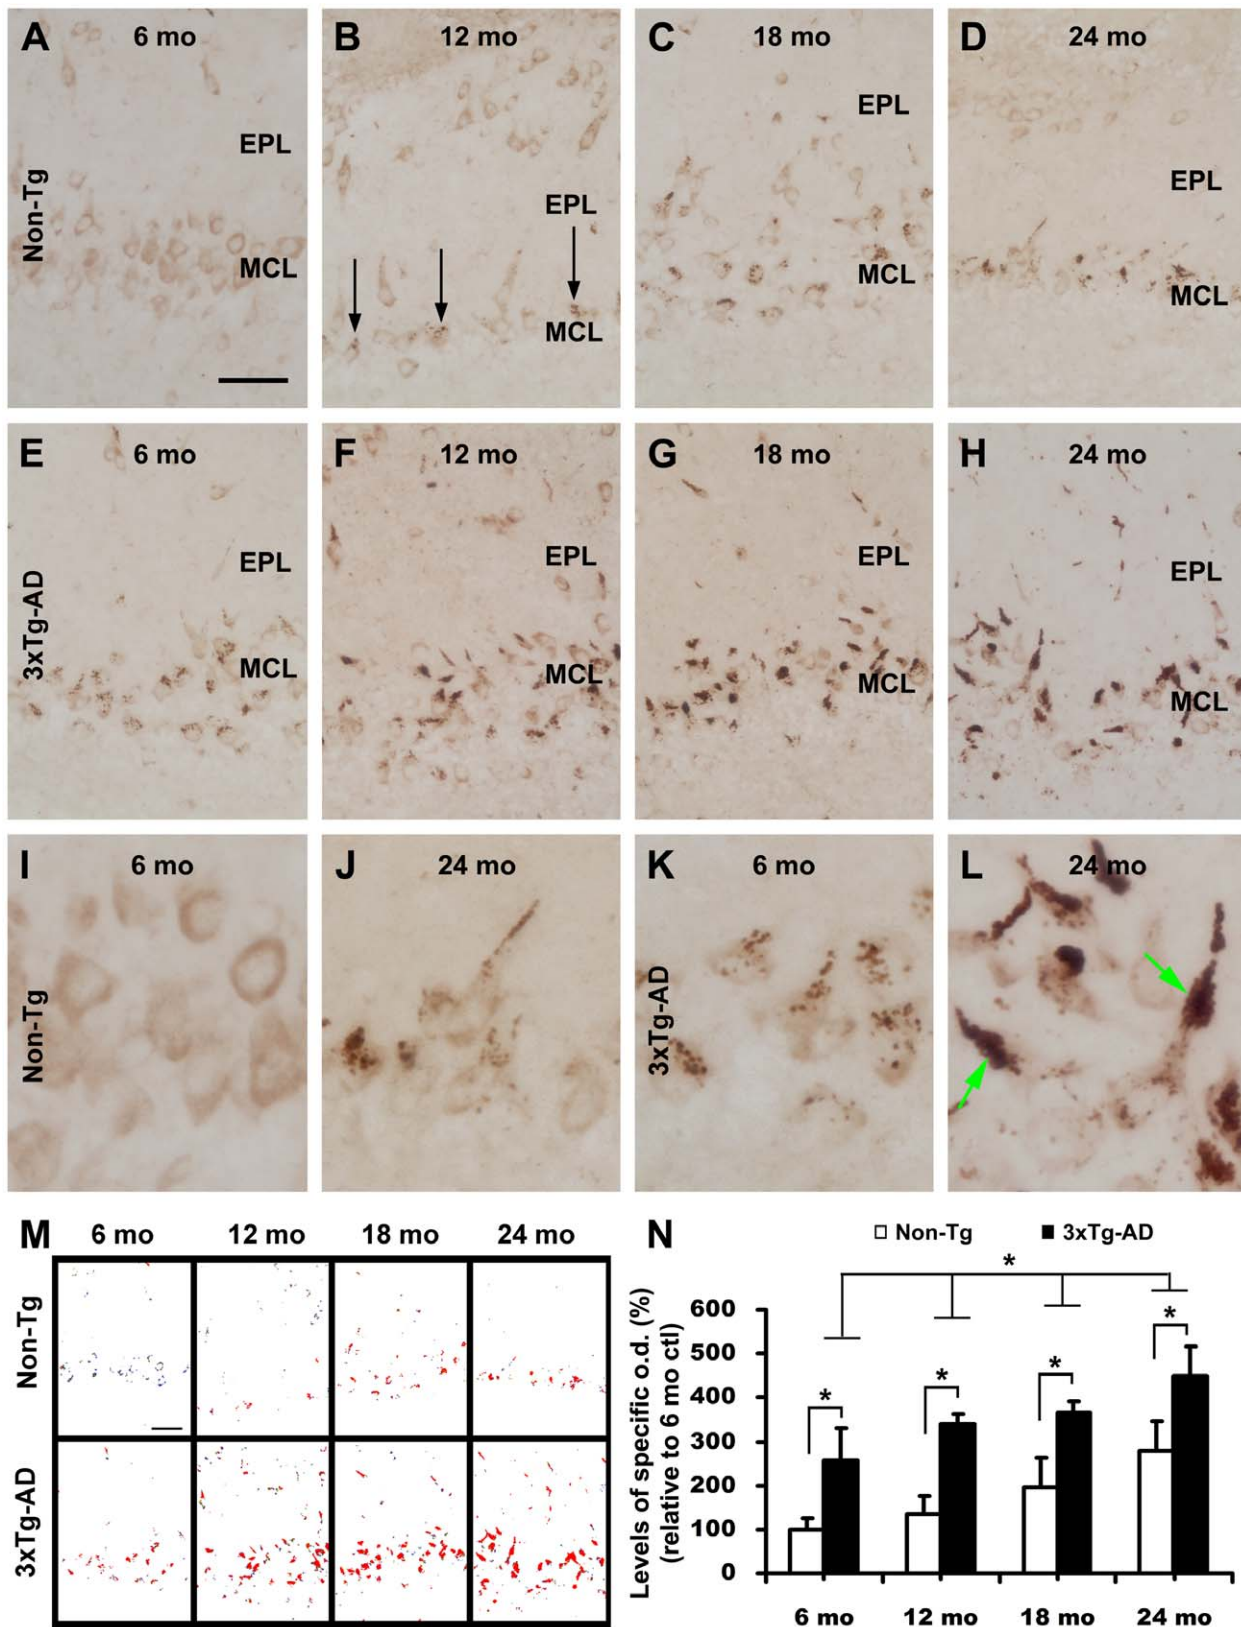 A 6 mo
B 12 mo
C 18 mo
D 24 mo
Non-Tg
EPL
MCL
EPL
MCL
EPL
MCL
EPL
MCL
E 6 mo
F 12 mo
G 18 mo
H 24 mo
3xTg-AD
EPL
MCL
EPL
MCL
EPL
MCL
EPL
MCL
I 6 mo
J 24 mo
K 6 mo
L 24 mo
Non-Tg
3xTg-AD
M 6 mo 12 mo 18 mo 24 mo
Non-Tg
3xTg-AD
N
Non-Tg 3xTg-AD
Levels of specific o.d. (%)
(relative to 6 mo ctl)
600
500
400
300
200
100
0
*
*
*
*
*
6 mo 12 mo 18 mo 24 mo